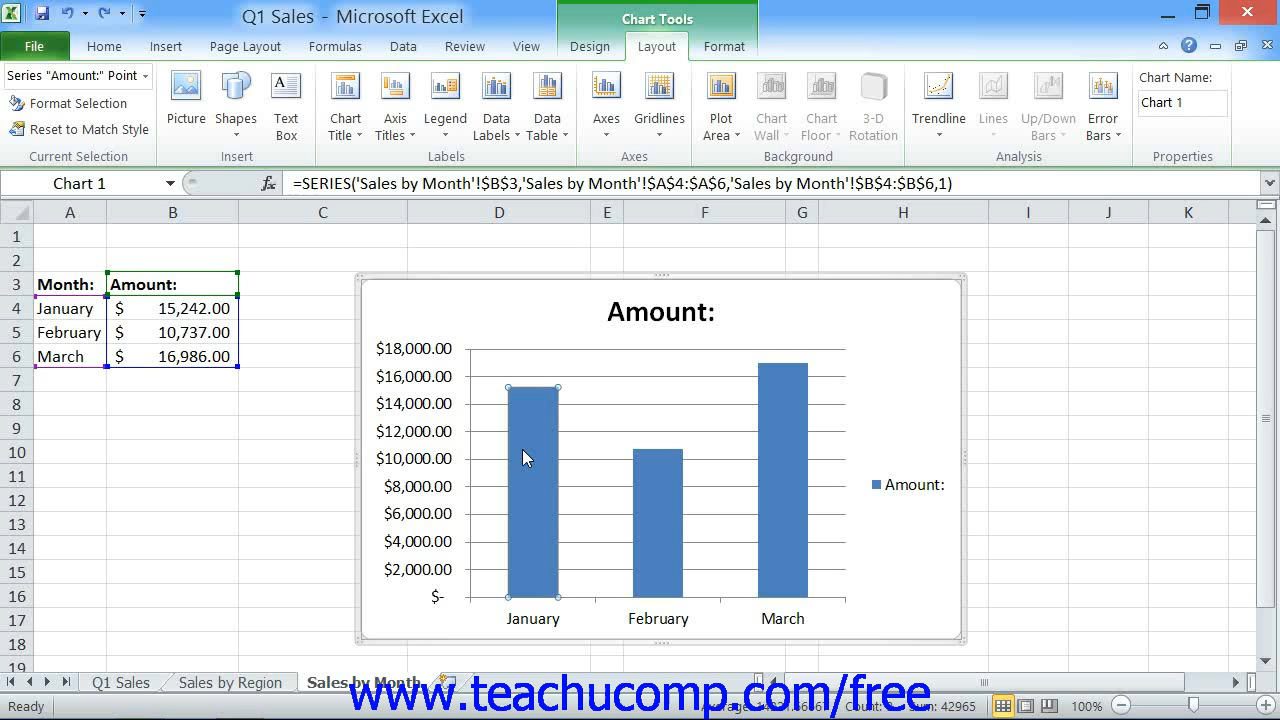 Q1 Sales - Microsoft Excel
Chart Tools
File Home Insert Page Layout Formulas Data Review View Design Layout Format
Series "Amount:" Point
Format Selection
Reset to Match Style
Current Selection
Picture Shapes Text Box
Insert
Chart Title Axis Titles Legend Data Labels Data Table
Labels
Axes Gridlines
Axes
Plot Area Chart Wall Chart Floor 3-D Rotation
Background
Trendline Lines Up/Down Bars Error Bars
Analysis
Chart Name:
Chart 1
Properties
Chart 1 fx =SERIES('Sales by Month'!$B$3,'Sales by Month'!$A$4:$A$6,'Sales by Month'!$B$4:$B$6,1)
A B C D E F G H I J K
1
2
3 Month: Amount:
4 January $ 15,242.00
5 February $ 10,737.00
6 March $ 16,986.00
7
8
9
10
11
12
13
14
15
16
17
18
19
Amount:
$18,000.00
$16,000.00
$14,000.00
$12,000.00
$10,000.00
$8,000.00
$6,000.00
$4,000.00
$2,000.00
$-
January February March
Amount:
Q1 Sales Sales by Region Sales by Month
www.teachucomp.com/free
Ready 42965 100%